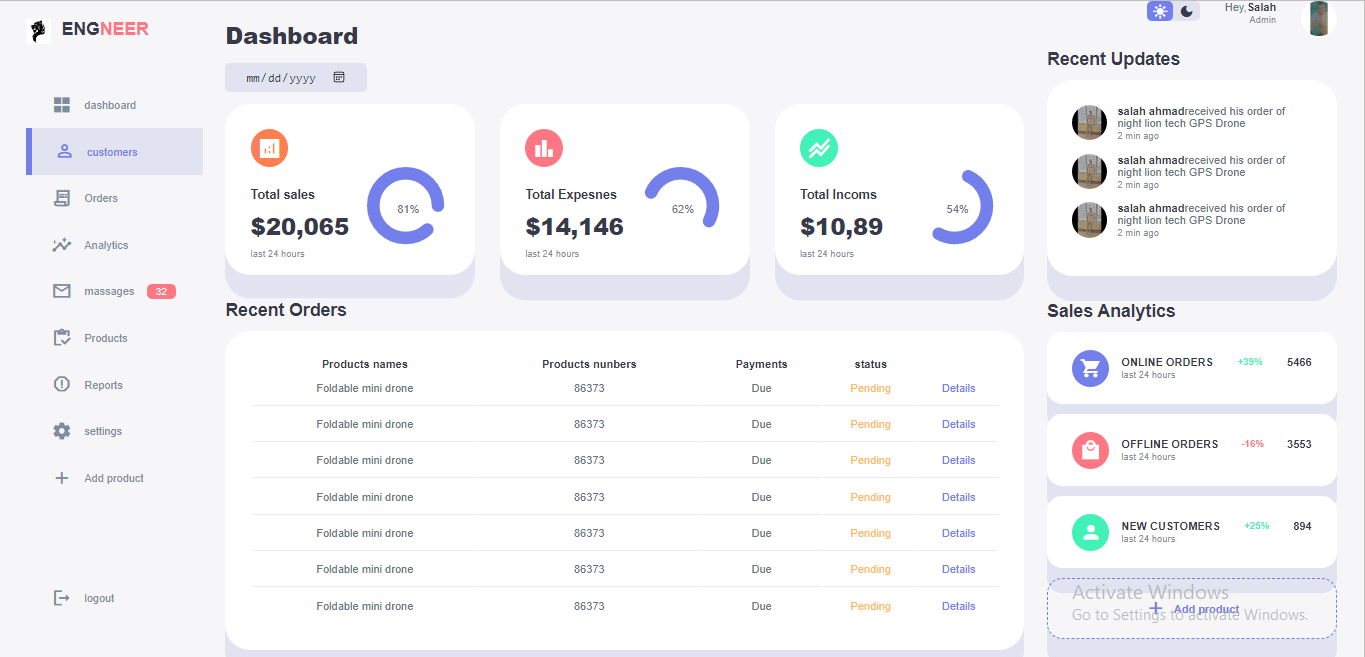 ENGNEER
dashboard
customers
Orders
Analytics
massages 32
Products
Reports
settings
Add product
logout
Dashboard
mm/dd/yyyy
Total sales
$20,065
last 24 hours
81%
Total Expesnes
$14,146
last 24 hours
62%
Total Incoms
$10,89
last 24 hours
54%
Recent Orders
Products names Products nunbers Payments status
Foldable mini drone 86373 Due Pending Details
Foldable mini drone 86373 Due Pending Details
Foldable mini drone 86373 Due Pending Details
Foldable mini drone 86373 Due Pending Details
Foldable mini drone 86373 Due Pending Details
Foldable mini drone 86373 Due Pending Details
Foldable mini drone 86373 Due Pending Details
Hey,Salah
Admin
Recent Updates
salah ahmadreceived his order of
night lion tech GPS Drone
2 min ago
salah ahmadreceived his order of
night lion tech GPS Drone
2 min ago
salah ahmadreceived his order of
night lion tech GPS Drone
2 min ago
Sales Analytics
ONLINE ORDERS +39% 5466
last 24 hours
OFFLINE ORDERS -16% 3553
last 24 hours
NEW CUSTOMERS +25% 894
last 24 hours
Add product
Activate Windows
Go to Settings to activate Windows.